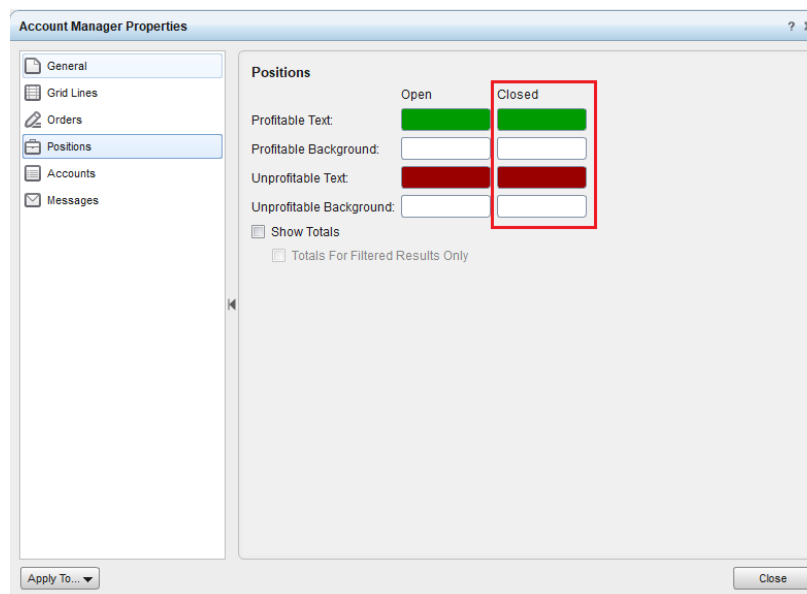 Account Manager Properties
?
General
Grid Lines
Orders
Positions
Accounts
Messages
Positions
Open Closed
Profitable Text:
Profitable Background:
Unprofitable Text:
Unprofitable Background:
Show Totals
Totals For Filtered Results Only
Apply To...
Close